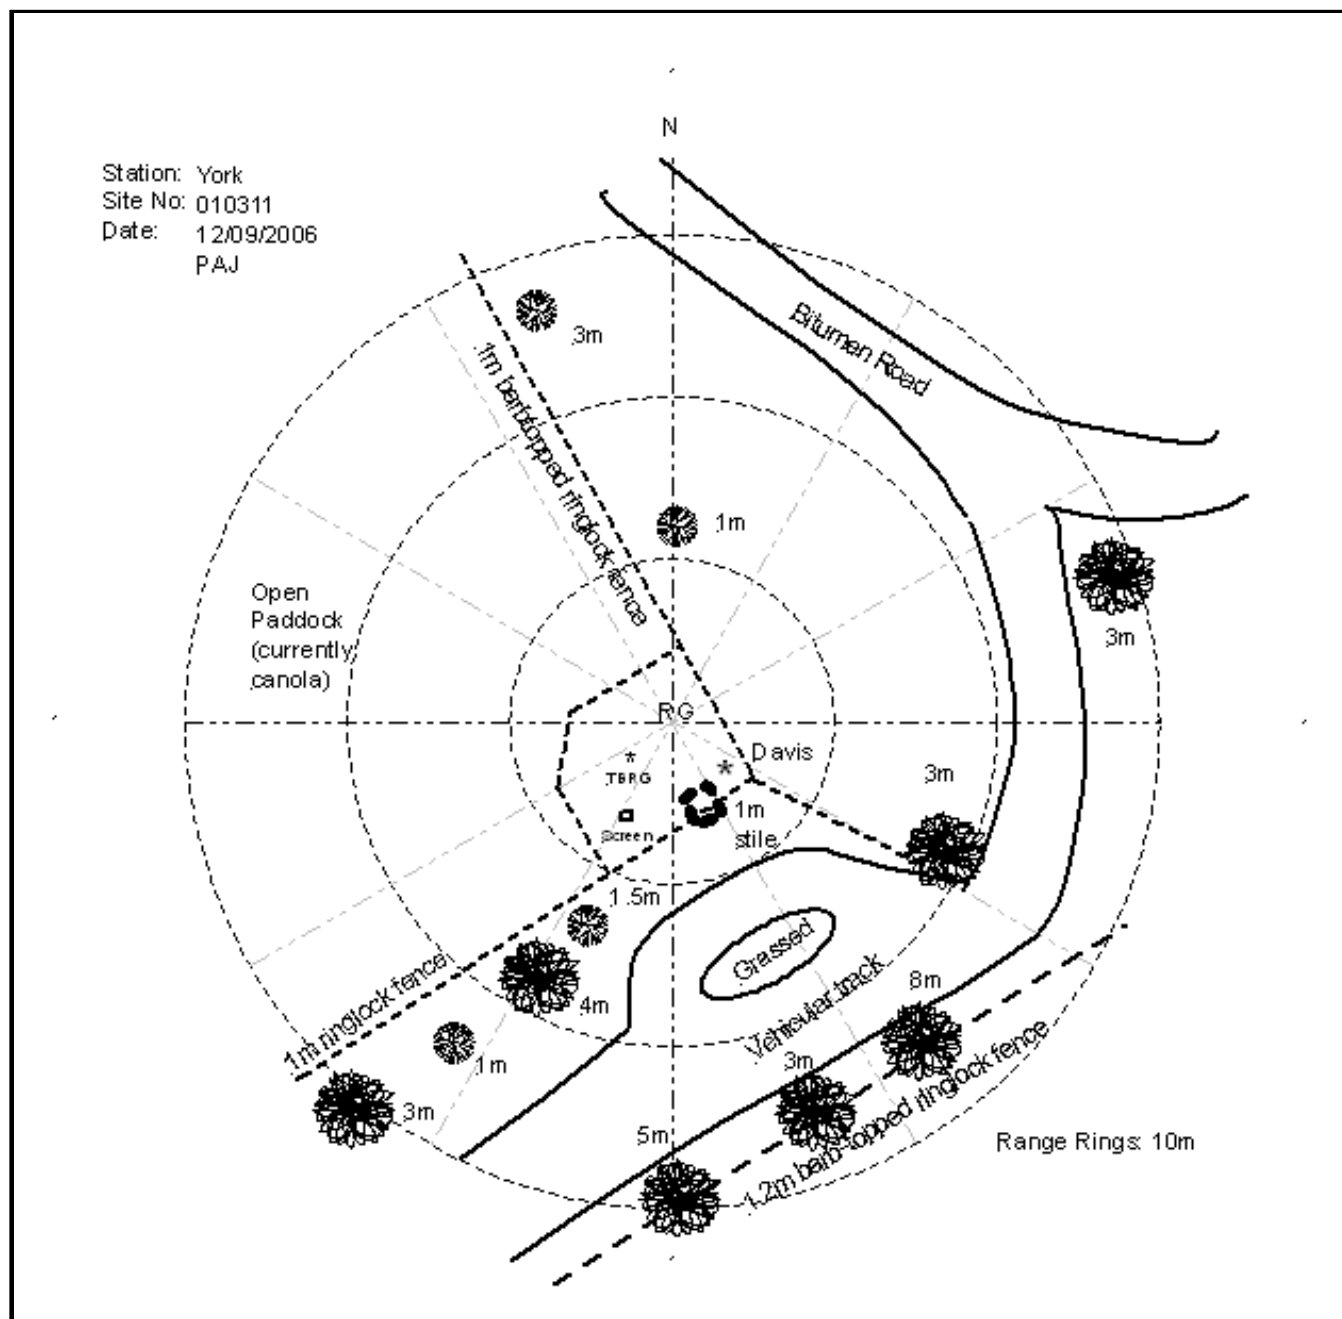 N
Station: York
Site No: 010311
Date: 12/09/2006
PAJ
Bitumen Road
3m
1m barbtopped ringlock fence
1m
Open
Paddock
(currently
canola)
3m
RG
Davis
TBRG
3m
1m
stile
Screen
1.5m
Grassed
1m ringlock fence
4m
Vehicular track
8m
1m
3m
3m
5m
1.2m barb-topped ringlock fence
Range Rings: 10m